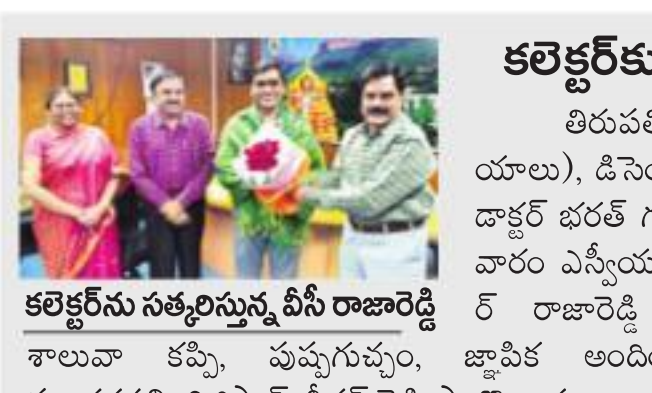 కలెక్టర్‌కు
తిరుపతి
యాలు), డిసెం
డాక్టర్ భరత్ గ
వారం ఎస్వీయ
ర్ రాజారెడ్డి
కలెక్టర్‌ను సత్కరిస్తున్న వీసీ రాజారెడ్డి
శాలువా కప్పి, పుష్పగుచ్ఛం, జ్ఞాపిక అందిం